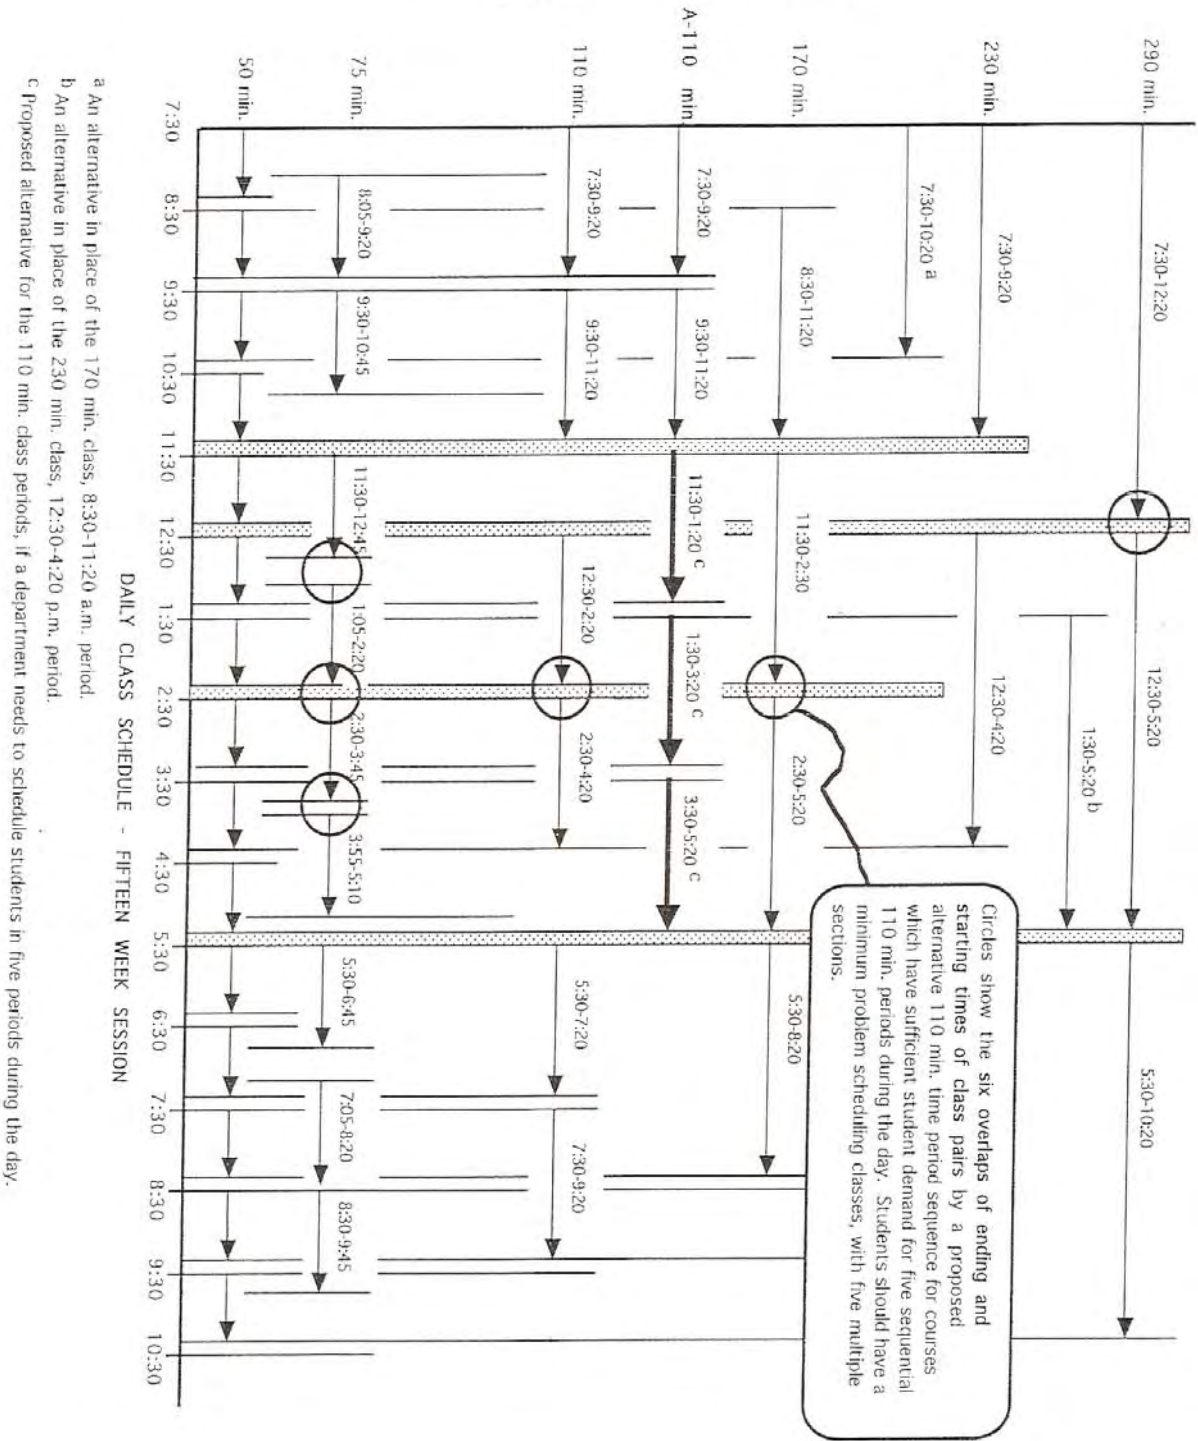 290 min.
7:30-12:20
12:30-5:20
5:30-10:20
1:30-5:20 b
230 min.
7:30-9:20
12:30-4:20
7:30-10:20 a
170 min.
8:30-11:20
11:30-2:30
2:30-5:20
5:30-8:20
A-110 min.
7:30-9:20
9:30-11:20
11:30-1:20 c
1:30-3:20 c
3:30-5:20 c
110 min.
7:30-9:20
9:30-11:20
12:30-2:20
2:30-4:20
5:30-7:20
7:30-9:20
75 min.
8:05-9:20
9:30-10:45
11:30-12:45
1:05-2:20
2:30-3:45
3:55-5:10
5:30-6:45
7:05-8:20
8:30-9:45
50 min.
7:30
8:30
9:30
10:30
11:30
12:30
1:30
2:30
3:30
4:30
5:30
6:30
7:30
8:30
9:30
10:30
Circles show the six overlaps of ending and
starting times of class pairs by a proposed
alternative 110 min. time period sequence for courses
which have sufficient student demand for five sequential
110 min. periods during the day. Students should have a
minimum problem scheduling classes, with five multiple
sections.
DAILY CLASS SCHEDULE - FIFTEEN WEEK SESSION
a An alternative in place of the 170 min. class, 8:30-11:20 a.m. period.
b An alternative in place of the 230 min. class, 12:30-4:20 p.m. period.
c Proposed alternative for the 110 min. class periods, if a department needs to schedule students in five periods during the day.